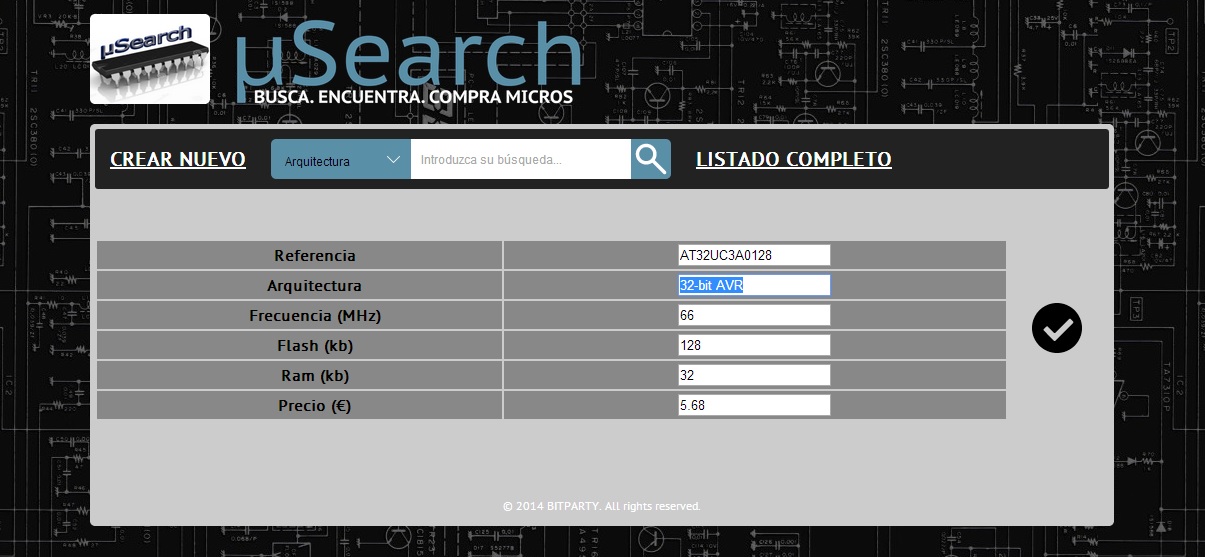 µSearch
µSearch
BUSCA. ENCUENTRA. COMPRA MICROS
CREAR NUEVO
Arquitectura
Introduzca su búsqueda...
LISTADO COMPLETO
Referencia AT32UC3A0128
Arquitectura 32-bit AVR
Frecuencia (MHz) 66
Flash (kb) 128
Ram (kb) 32
Precio (€) 5.68
© 2014 BITPARTY. All rights reserved.